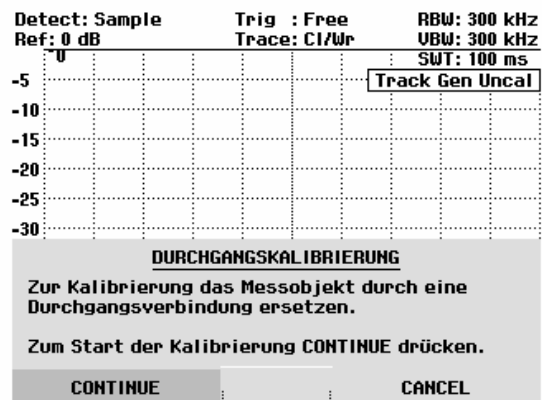 Detect: Sample Trig : Free RBW: 300 kHz
Ref: 0 dB Trace: Cl/Wr VBW: 300 kHz
0 SWT: 100 ms
-5 Track Gen Uncal
-10
-15
-20
-25
-30
DURCHGANGSKALIBRIERUNG
Zur Kalibrierung das Messobjekt durch eine
Durchgangsverbindung ersetzen.
Zum Start der Kalibrierung CONTINUE drücken.
CONTINUE CANCEL